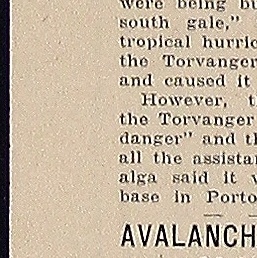 were being bu
south gale,"
tropical hurric
the Torvanger
and caused it
However, t
the Torvanger
danger" and th
all the assista
alga said it w
base in Porto
AVALANCH